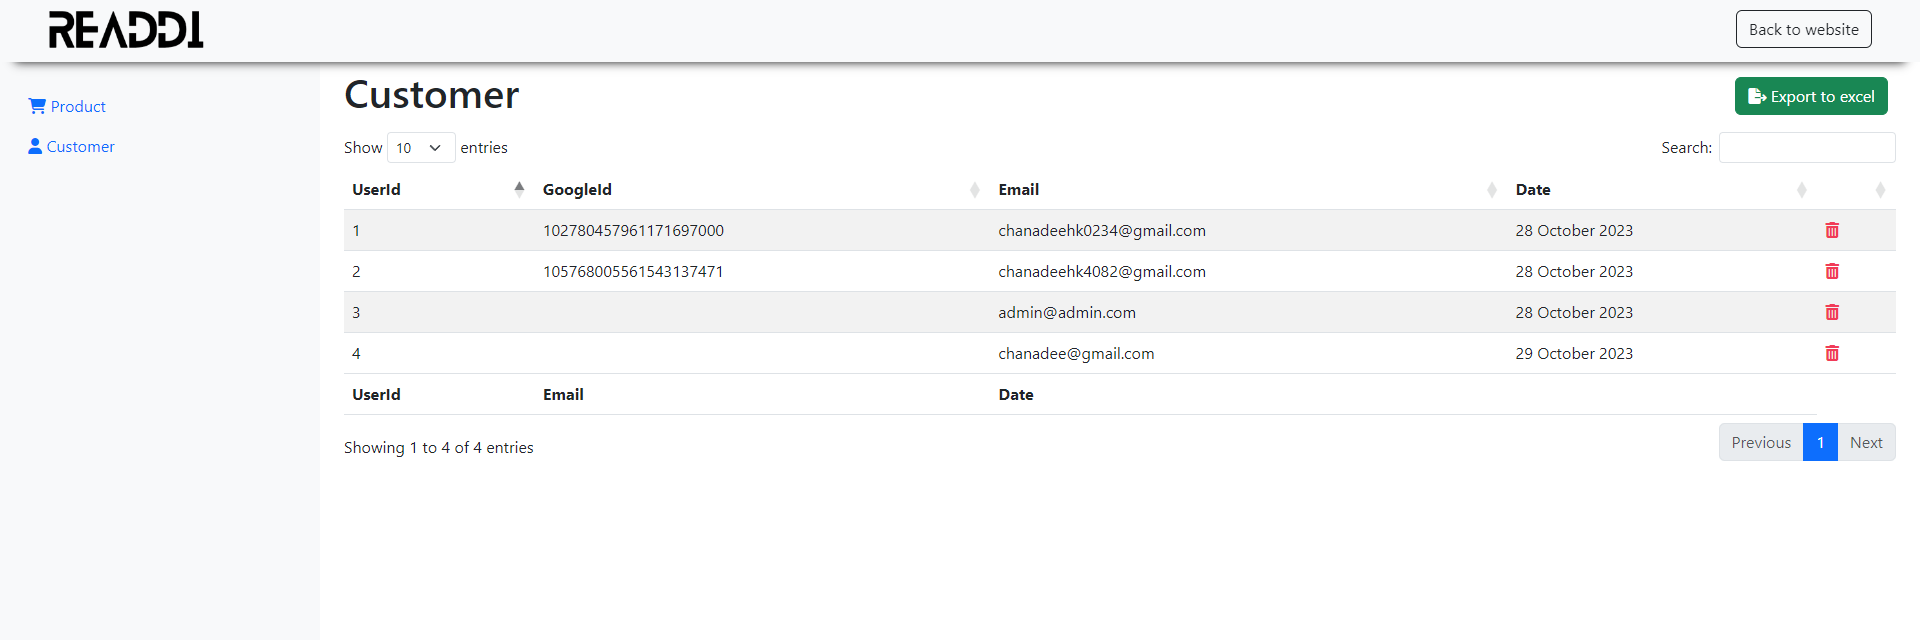 READDI
Back to website
Product
Customer
Customer
Export to excel
Show 10 entries
Search:
UserId GoogleId Email Date
1 102780457961171697000 chanadeehk0234@gmail.com 28 October 2023
2 105768005561543137471 chanadeehk4082@gmail.com 28 October 2023
3 admin@admin.com 28 October 2023
4 chanadee@gmail.com 29 October 2023
UserId Email Date
Showing 1 to 4 of 4 entries
Previous 1 Next